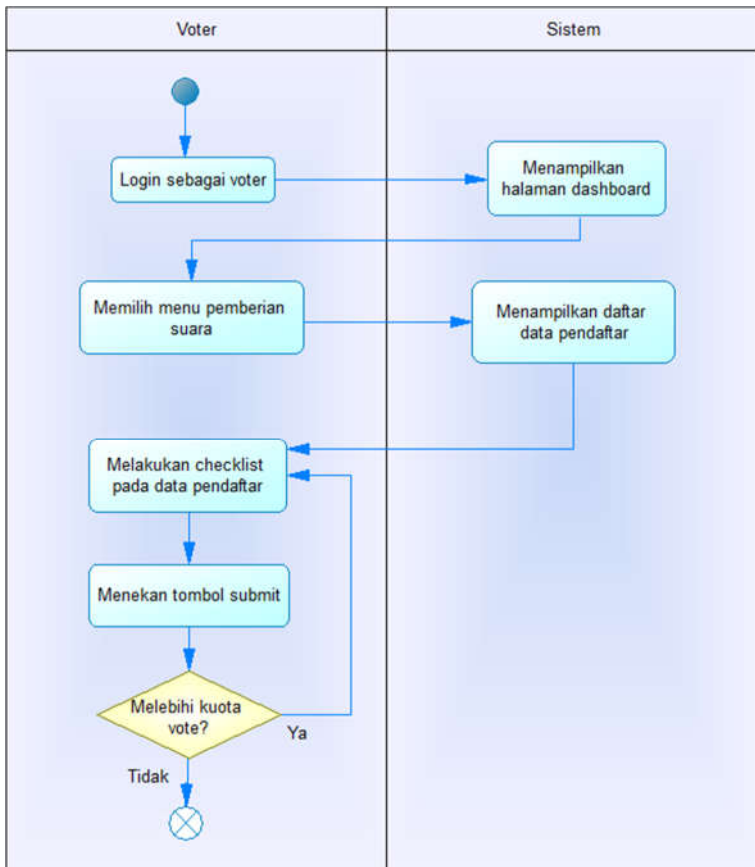 Voter
Sistem
Login sebagai voter
Menampilkan
halaman dashboard
Memilih menu pemberian
suara
Menampilkan daftar
data pendaftar
Melakukan checklist
pada data pendaftar
Menekan tombol submit
Melebihi kuota
vote?
Ya
Tidak